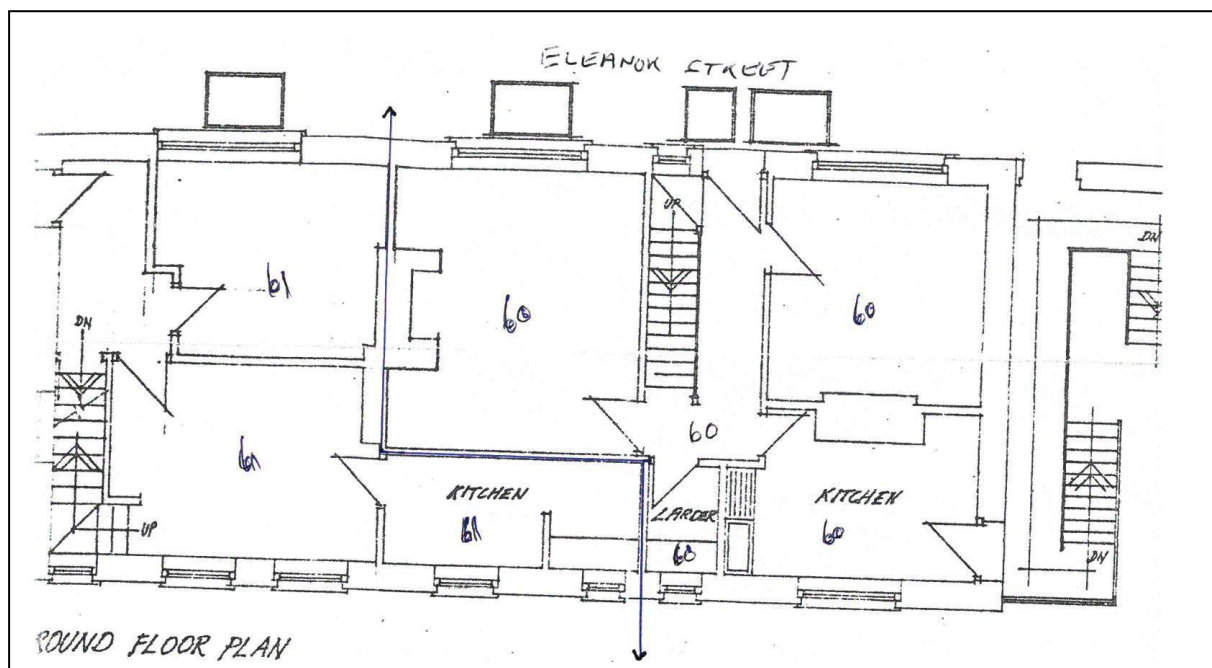 ELEANOR STREET
UP
DN
61
60
60
DN
DN
61
60
KITCHEN
61
LARDER
60
KITCHEN
60
UP
DN
ROUND FLOOR PLAN